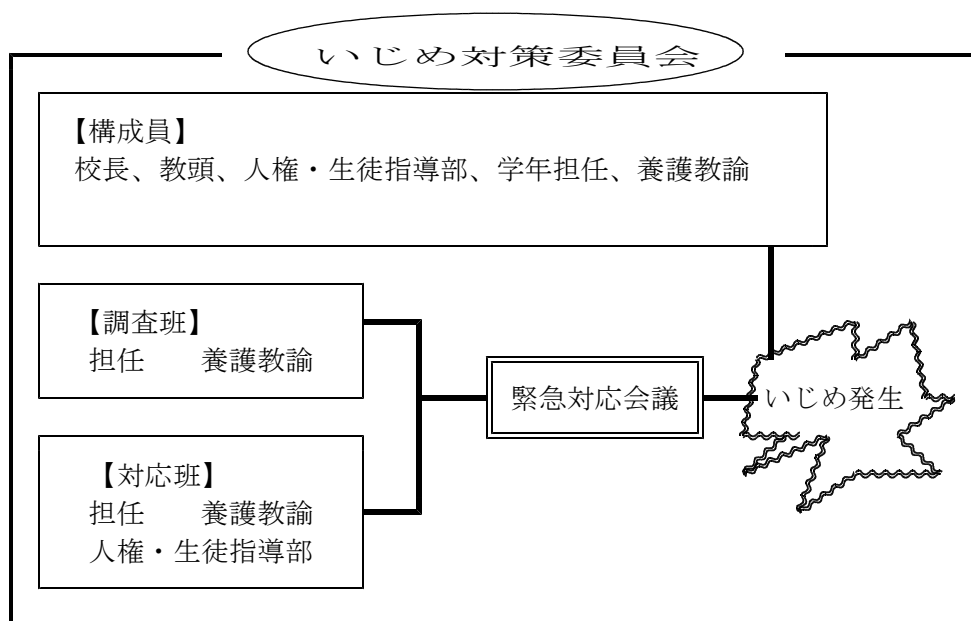 いじめ対策委員会
【構成員】
校長、教頭、人権・生徒指導部、学年担任、養護教諭
【調査班】
担任　　養護教諭
緊急対応会議
いじめ発生
【対応班】
担任　　養護教諭
人権・生徒指導部